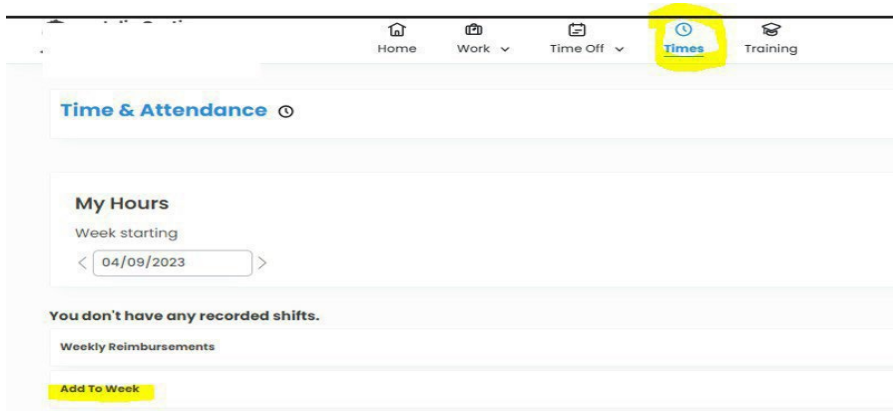 Home Work Time Off Times Training
Time & Attendance
My Hours
Week starting
04/09/2023
You don't have any recorded shifts.
Weekly Reimbursements
Add To Week